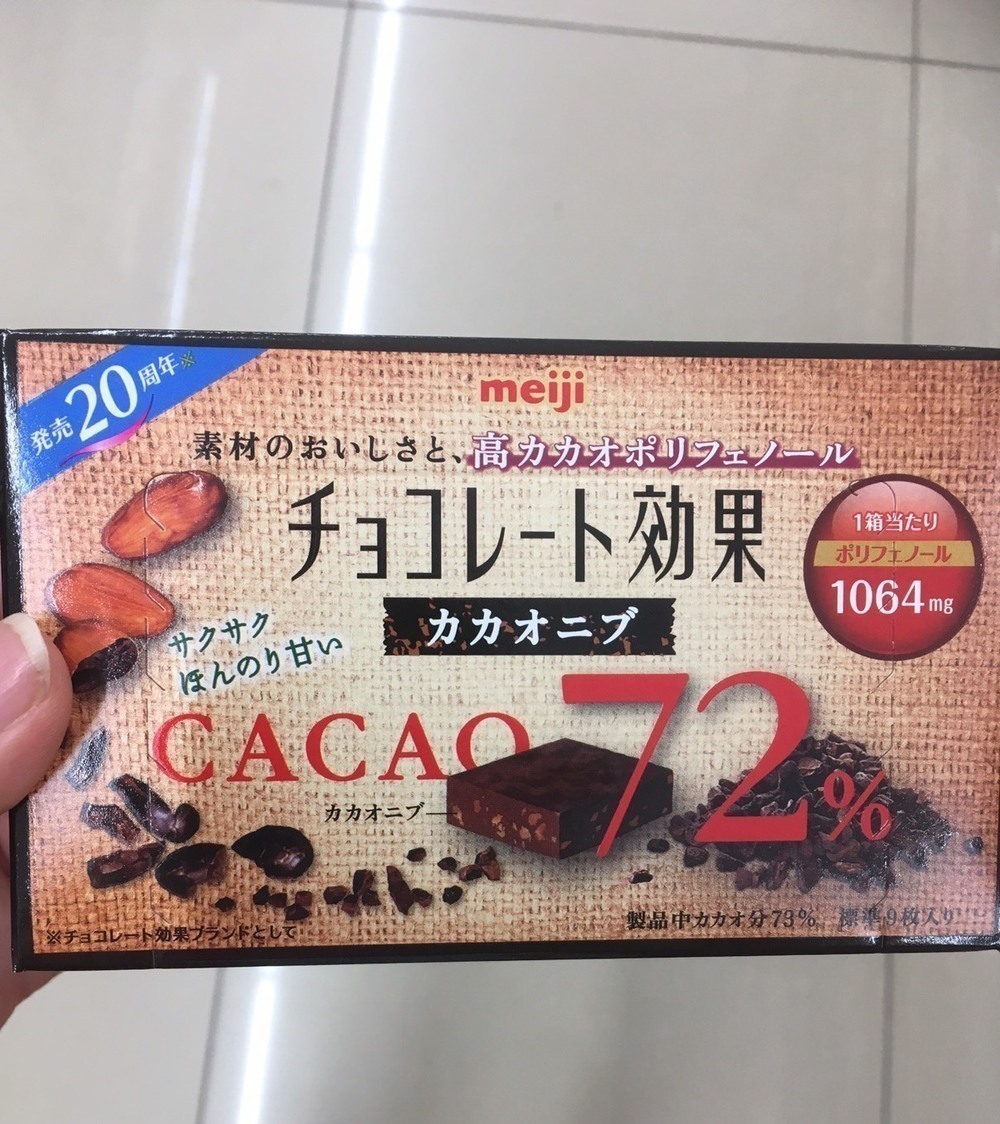 発売20周年※
meiji
素材のおいしさと、高カカオポリフェノール
チョコレート効果
カカオニブ
1箱当たり
ポリフェノール
1064mg
サクサク
ほんのり甘い
CACAO 72%
カカオニブ
製品中カカオ分73% 標準9枚入り
※チョコレート効果ブランドとして